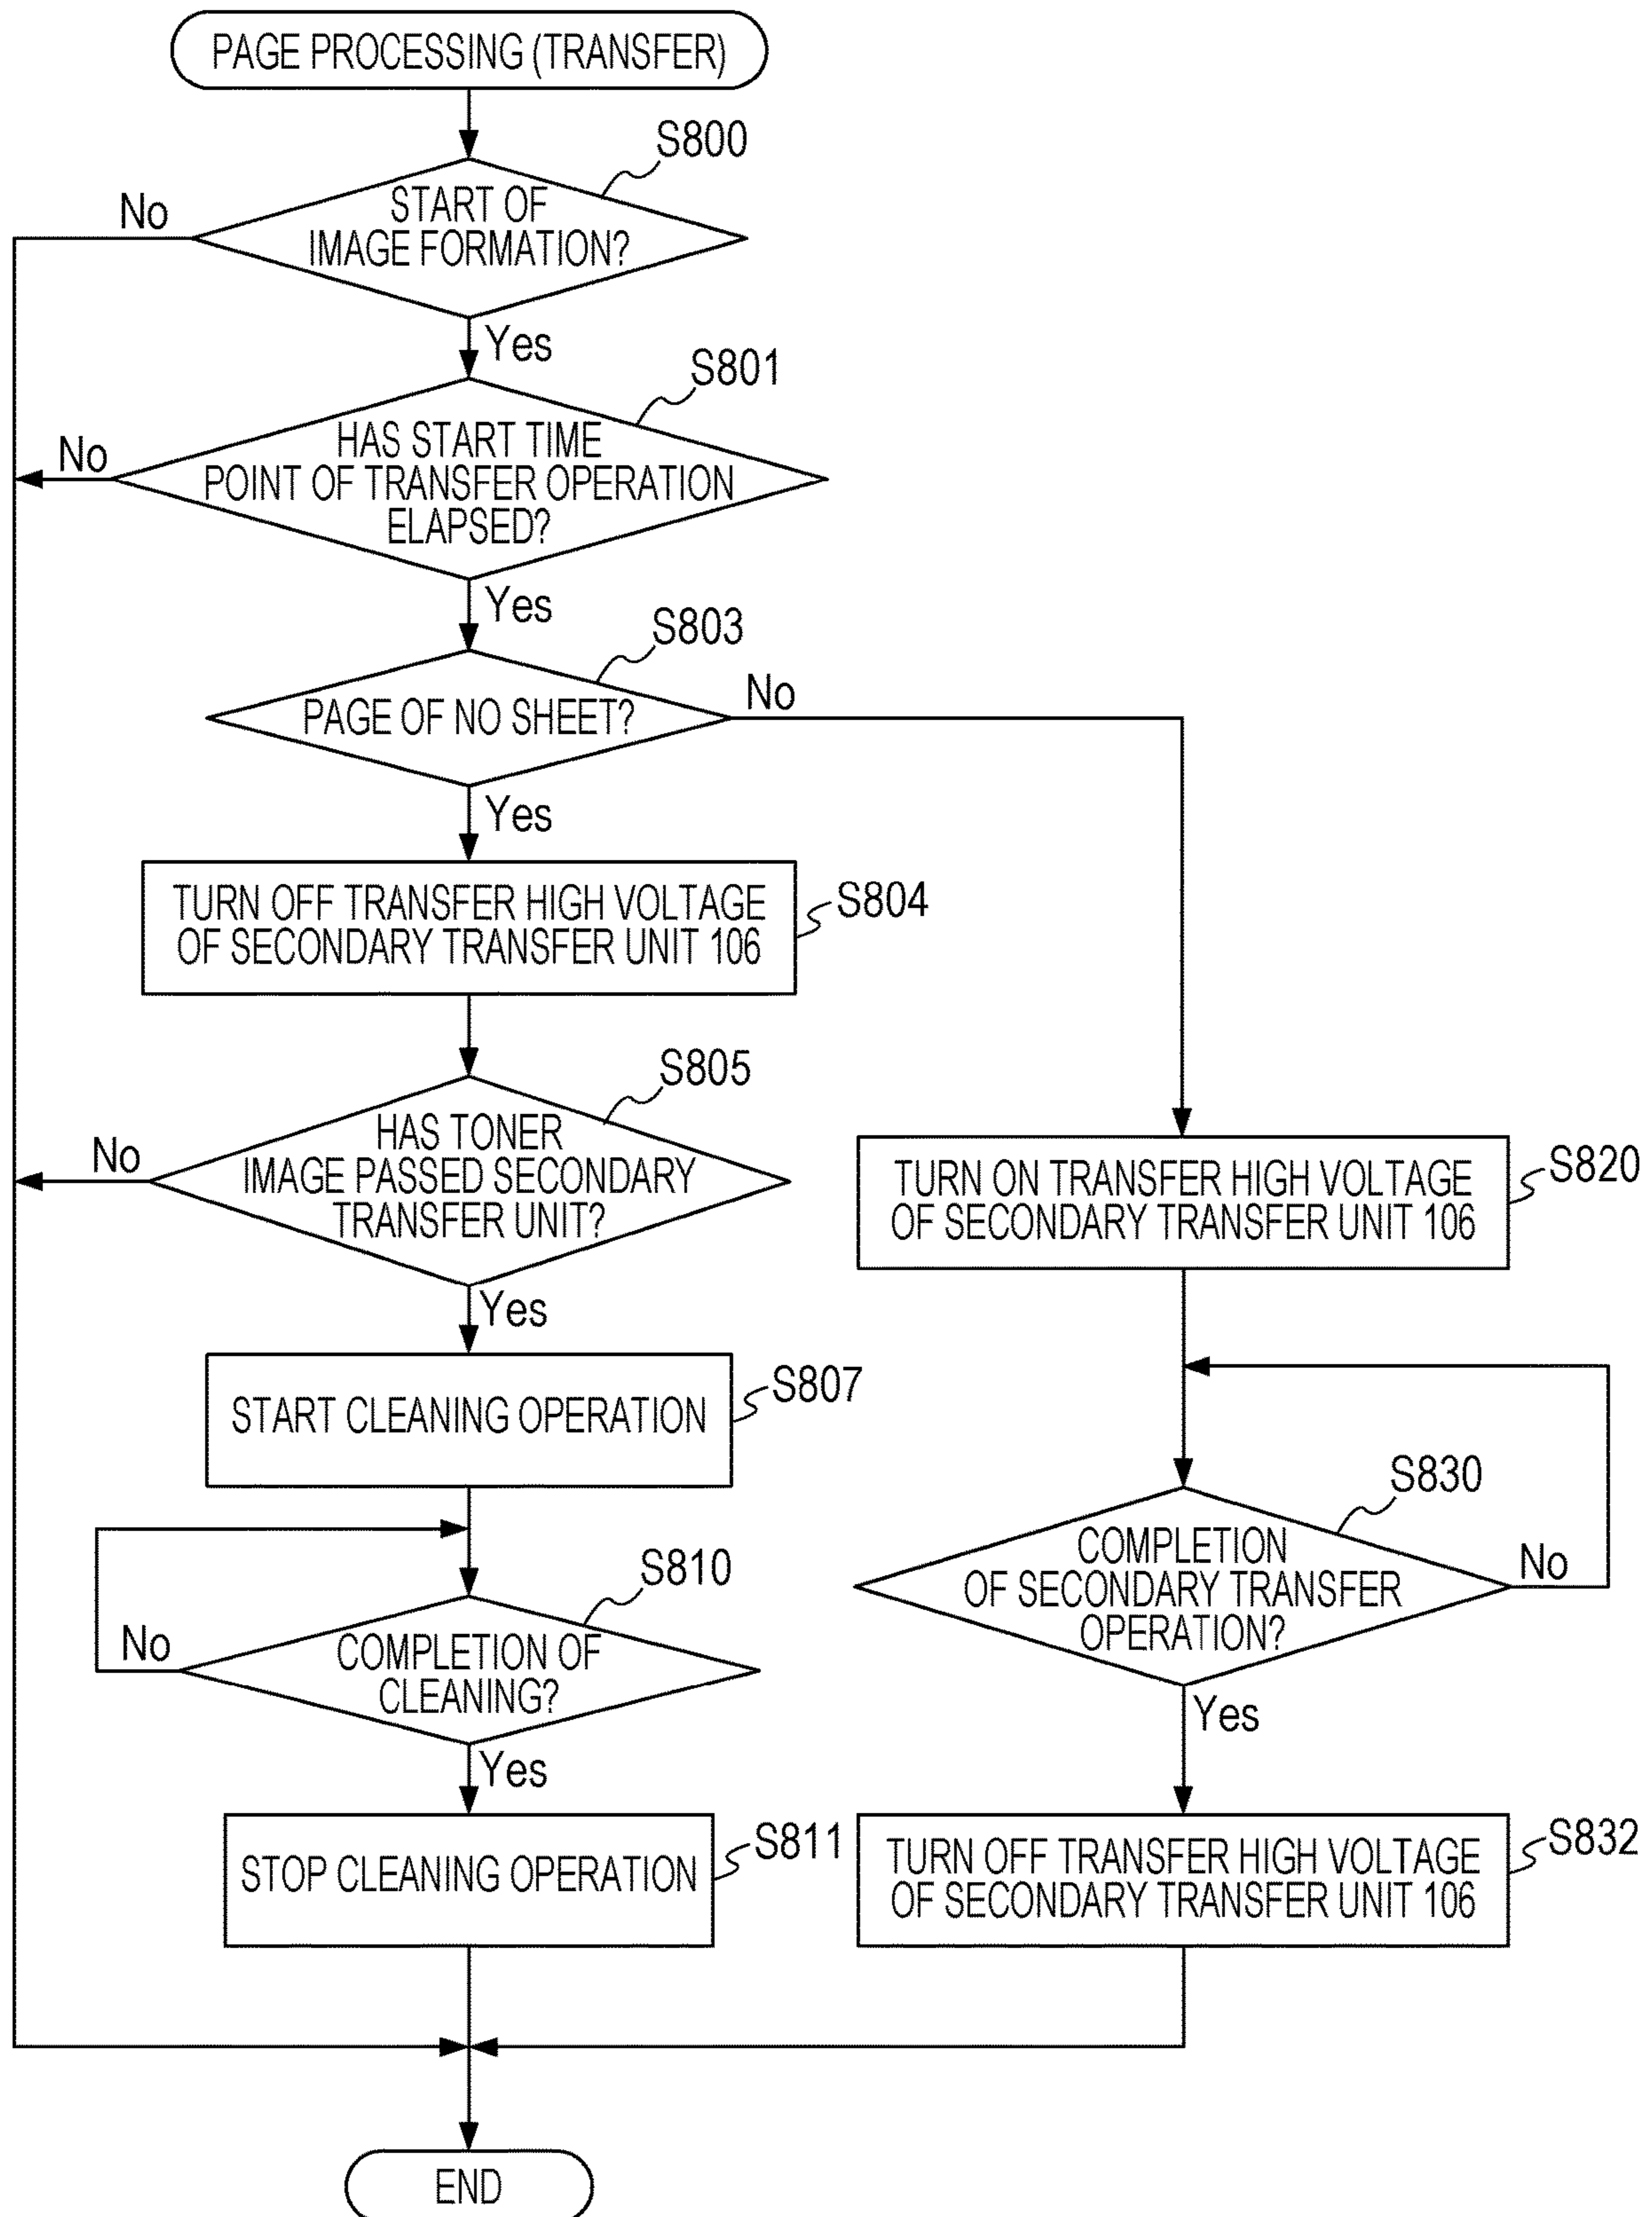 PAGE PROCESSING (TRANSFER)
S800
START OF
IMAGE FORMATION?
No
Yes
S801
HAS START TIME
POINT OF TRANSFER OPERATION
ELAPSED?
No
Yes
S803
PAGE OF NO SHEET?
No
Yes
S804
TURN OFF TRANSFER HIGH VOLTAGE
OF SECONDARY TRANSFER UNIT 106
S805
HAS TONER
IMAGE PASSED SECONDARY
TRANSFER UNIT?
No
Yes
S807
START CLEANING OPERATION
S810
COMPLETION OF
CLEANING?
No
Yes
S811
STOP CLEANING OPERATION
S820
TURN ON TRANSFER HIGH VOLTAGE
OF SECONDARY TRANSFER UNIT 106
S830
COMPLETION
OF SECONDARY TRANSFER
OPERATION?
No
Yes
S832
TURN OFF TRANSFER HIGH VOLTAGE
OF SECONDARY TRANSFER UNIT 106
END